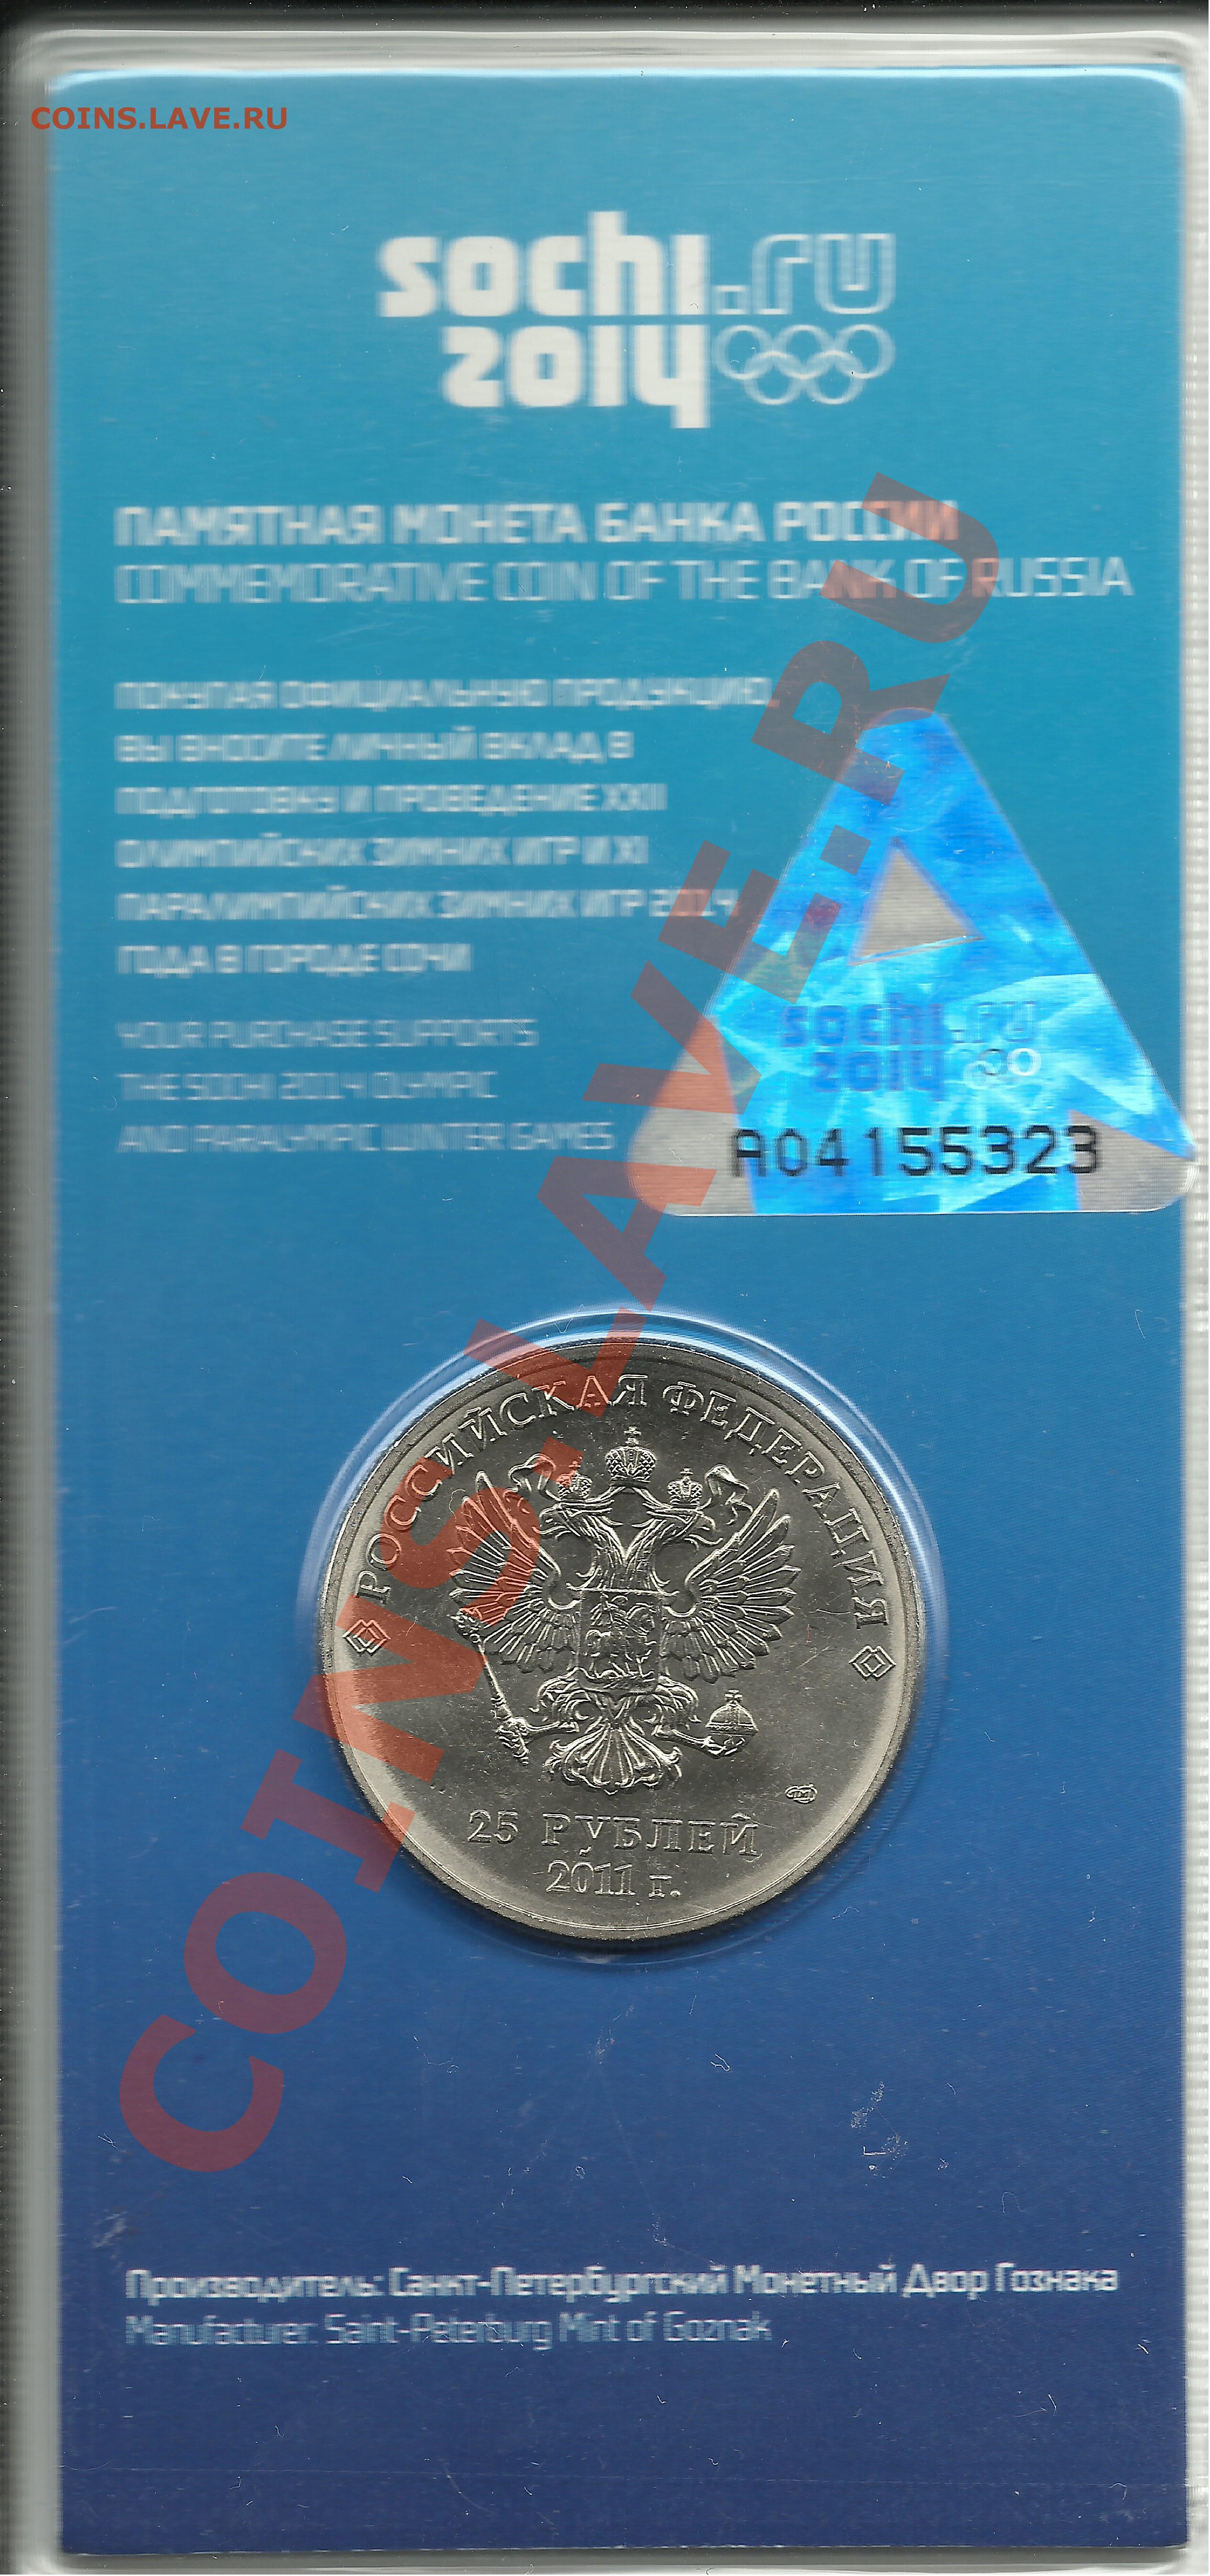 COINS.LAVE.RU
sochi.ru
2014
ПАМЯТНАЯ МОНЕТА БАНКА РОССИИ
COMMEMORATIVE COIN OF THE BANK OF RUSSIA
ПОКУПАЯ ОФИЦИАЛЬНУЮ ПРОДУКЦИЮ,
ВЫ ВНОСИТЕ ЛИЧНЫЙ ВКЛАД В
ПОДГОТОВКУ И ПРОВЕДЕНИЕ XXII
ОЛИМПИЙСКИХ ЗИМНИХ ИГР И XI
ПАРАЛИМПИЙСКИХ ЗИМНИХ ИГР 2014
ГОДА В ГОРОДЕ СОЧИ
YOUR PURCHASE SUPPORTS
THE SOCHI 2014 OLYMPIC
AND PARALYMPIC WINTER GAMES
sochi.ru
2014
A04155323
COINS.LAVE.RU
РОССИЙСКАЯ ФЕДЕРАЦИЯ
СПМД
25 РУБЛЕЙ
2011 г.
Производитель: Санкт-Петербургский Монетный Двор Гознака
Manufacturer: Saint-Peterburg Mint of Goznak